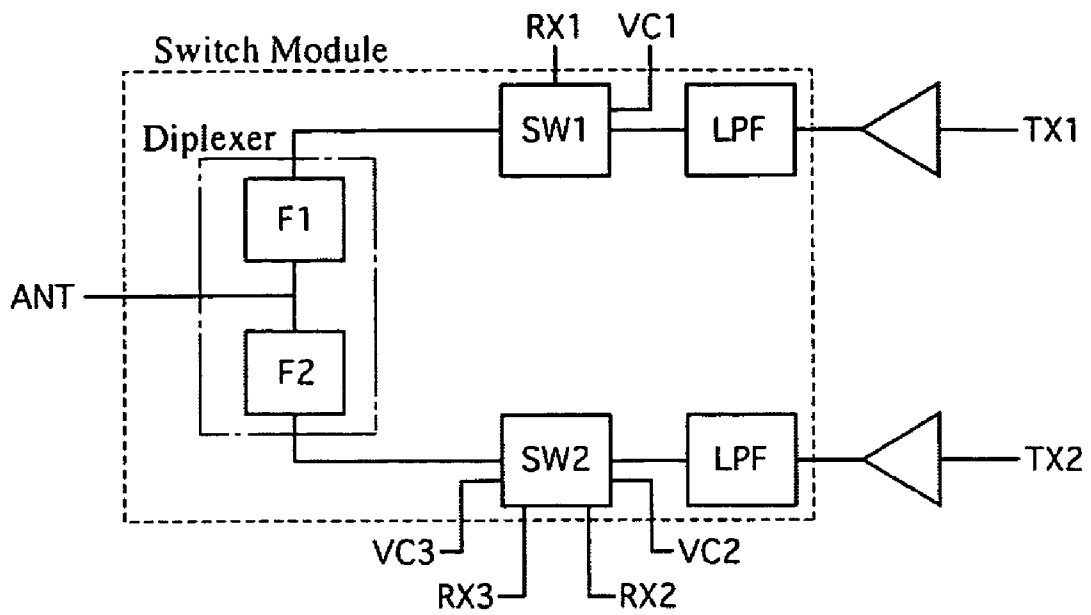 RX1 VC1
Switch Module
SW1
LPF
TX1
Diplexer
F1
ANT
F2
SW2
LPF
TX2
VC3
VC2
RX3
RX2